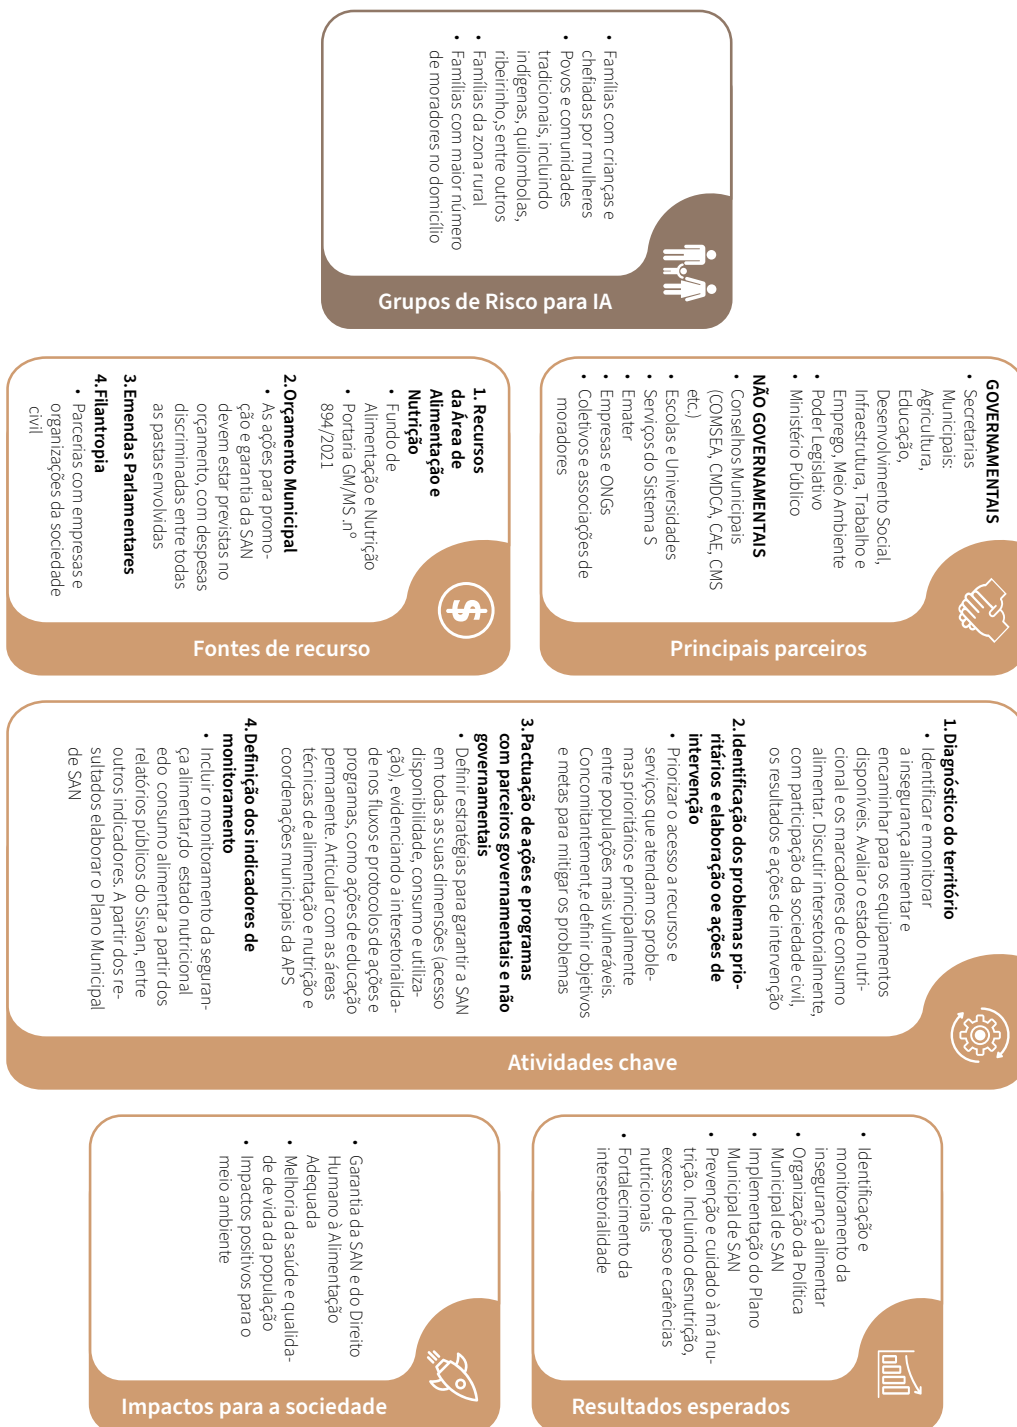 Grupos de Risco para IA
• Famílias com crianças e
chefiadas por mulheres
• Povos e comunidades
tradicionais, incluindo
indígenas, quilombolas,
ribeirinho,s entre outros
• Famílias da zona rural
• Famílias com maior número
de moradores no domicílio
Principais parceiros
GOVERNAMENTAIS
• Secretarias
Municipais:
Agricultura,
Educação,
Desenvolvimento Social,
Infraestrutura, Trabalho e
Emprego, Meio Ambiente
• Poder Legislativo
• Ministério Público
NÃO GOVERNAMENTAIS
• Conselhos Municipais
(COMSEA, CMDCA, CAE, CMS
etc.)
• Escolas e Universidades
• Serviços do Sistema S
• Emater
• Empresas e ONGs
• Coletivos e associações de
moradores
Fontes de recurso
1. Recursos
da Área de
Alimentação e
Nutrição
• Fundo de
Alimentação e Nutrição
• Portaria GM/MS .nº
894/2021
2.Orçamento Municipal
• As ações para promo-
ção e garantia da SAN
devem estar previstas no
orçamento, com despesas
discriminadas entre todas
as pastas envolvidas
3.Emendas Parlamentares
4.Filantropia
• Parcerias com empresas e
organizações da sociedade
civil
Atividades chave
1.Diagnóstico do território
• Identificar e monitorar
a insegurança alimentar e
encaminhar para os equipamentos
disponíveis. Avaliar o estado nutri-
cional e os marcadores de consumo
alimentar. Discutir intersetorialmente,
com participação da sociedade civil,
os resultados e ações de intervenção
2.Identificação dos problemas prio-
ritários e elaboração oe ações de
intervenção
• Priorizar o acesso a recursos e
serviços que atendam os proble-
mas prioritários e principalmente
entre populações mais vulneráveis.
Concomitantement,e definir objetivos
e metas para mitigar os problemas
3.Pactuação de ações e programas
com parceiros governamentais e não
governamentais
• Definir estratégias para garantir a SAN
em todas as suas dimensões (acesso
disponibilidade, consumo e utiliza-
ção), evidenciando a intersetorialida-
de nos fluxos e protocolos de ações e
programas, como ações de educação
permanente. Articular com as áreas
técnicas de alimentação e nutrição e
coordenações municipais da APS
4.Definição dos indicadores de
monitoramento
• Incluir o monitoramento da seguran-
ça alimentar,do estado nutricional
edo consumo alimentar a partir dos
relatórios públicos do Sisvan, entre
outros indicadores. A partir dos re-
sultados elaborar o Plano Municipal
de SAN
Resultados esperados
• Identificação e
monitoramento da
insegurança alimentar
• Organização da Política
Municipal de SAN
• Implementação do Plano
Municipal de SAN
• Prevenção e cuidado à má nu-
trição. Incluindo desnutrição,
excesso de peso e carências
nutricionais
• Fortalecimento da
intersetorialidade
Impactos para a sociedade
• Garantia da SAN e do Direito
Humano à Alimentação
Adequada
• Melhoria da saúde e qualida-
de de vida da população
• Impactos positivos para o
meio ambiente